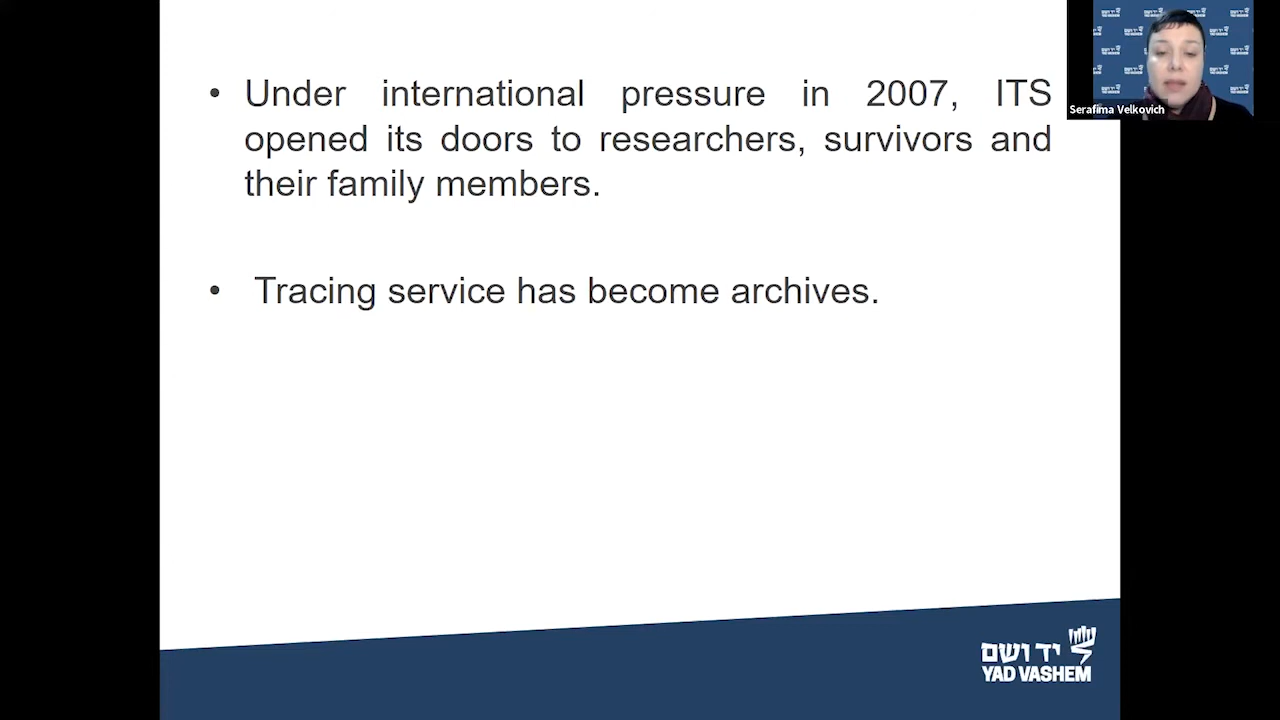 • Under international pressure in 2007, ITS
opened its doors to researchers, survivors and
their family members.
• Tracing service has become archives.
Serafima Velkovich
יד ושם
YAD VASHEM